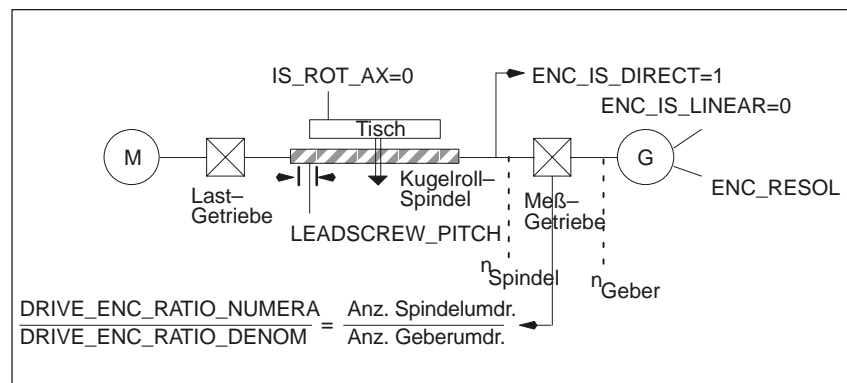 IS_ROT_AX=0
ENC_IS_DIRECT=1
ENC_IS_LINEAR=0
Tisch
M
G
Last–
Getriebe
Kugelroll–
Spindel
Meß–
Getriebe
ENC_RESOL
LEADSCREW_PITCH
n Spindel
n Geber
DRIVE_ENC_RATIO_NUMERA
DRIVE_ENC_RATIO_DENOM
=
Anz. Spindelumdr.
Anz. Geberumdr.